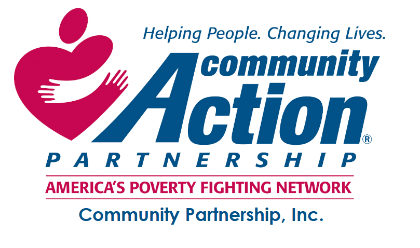 Helping People. Changing Lives.
community
Action®
PARTNERSHIP
AMERICA'S POVERTY FIGHTING NETWORK
Community Partnership, Inc.